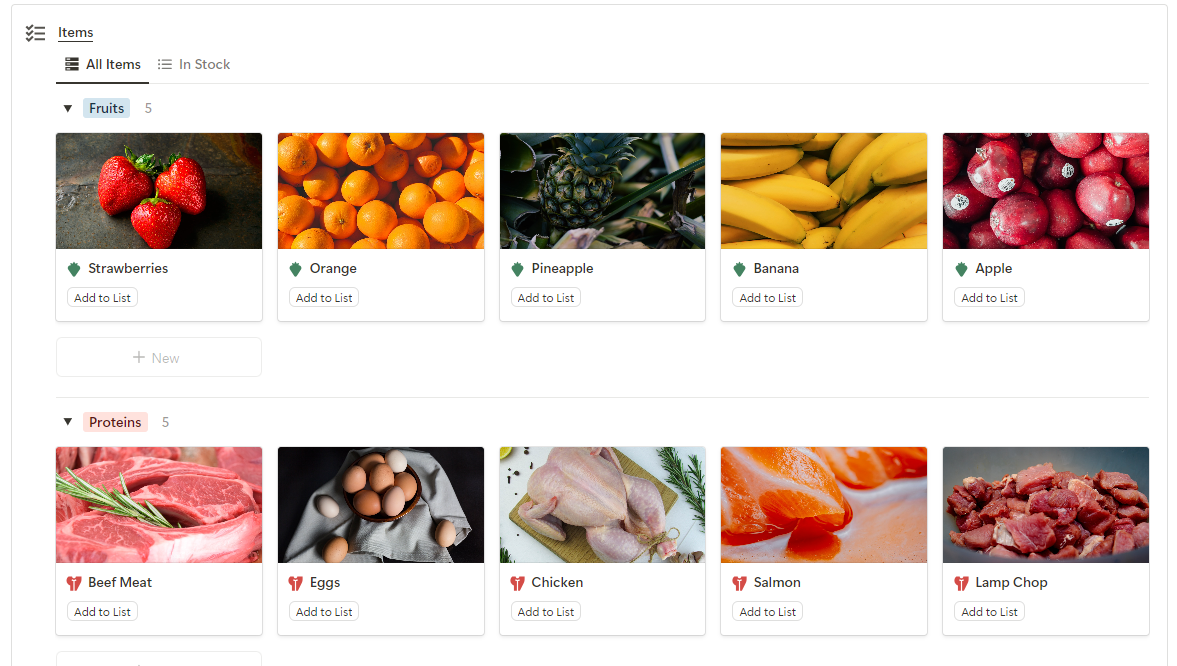 Items
All Items In Stock
Fruits 5
Strawberries Orange Pineapple Banana Apple
Add to List Add to List Add to List Add to List Add to List
New
Proteins 5
Beef Meat Eggs Chicken Salmon Lamp Chop
Add to List Add to List Add to List Add to List Add to List